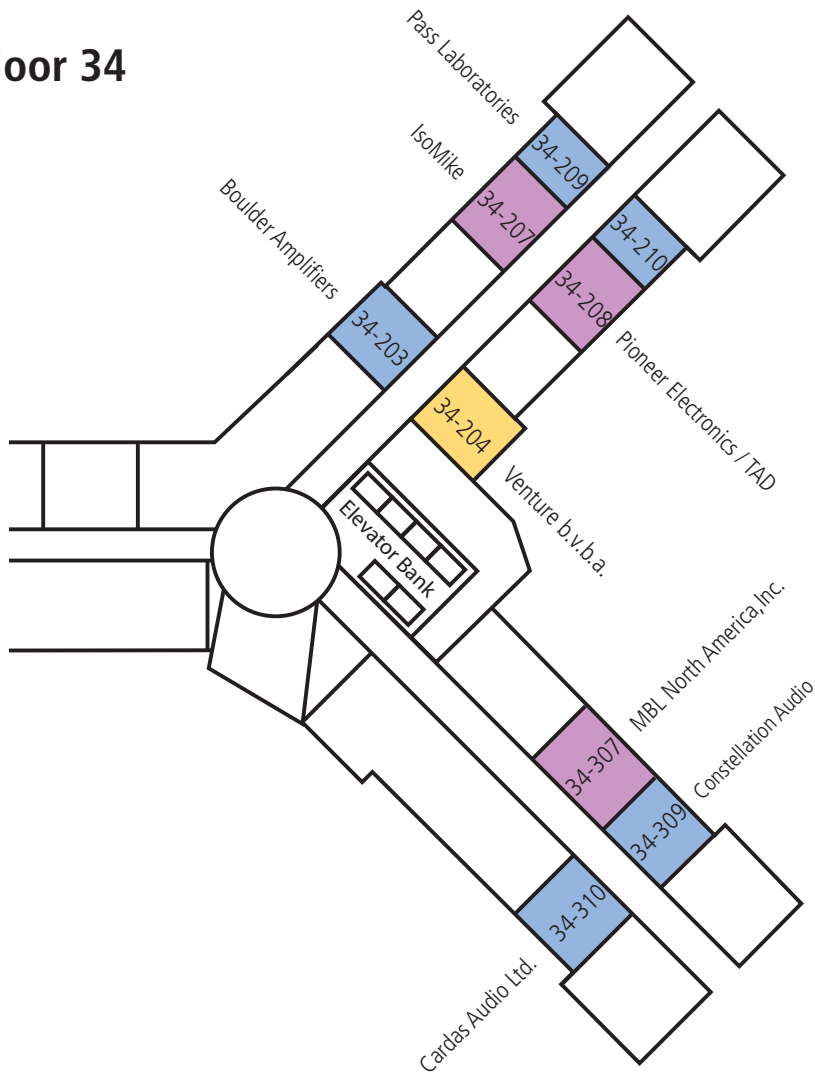 loor 34
Pass Laboratories
34-209
IsoMike
34-207
Boulder Amplifiers
34-203
34-210
34-208
Pioneer Electronics / TAD
34-204
Venture b.v.b.a.
Elevator Bank
MBL North America,Inc.
34-307
Constellation Audio
34-309
34-310
Cardas Audio Ltd.